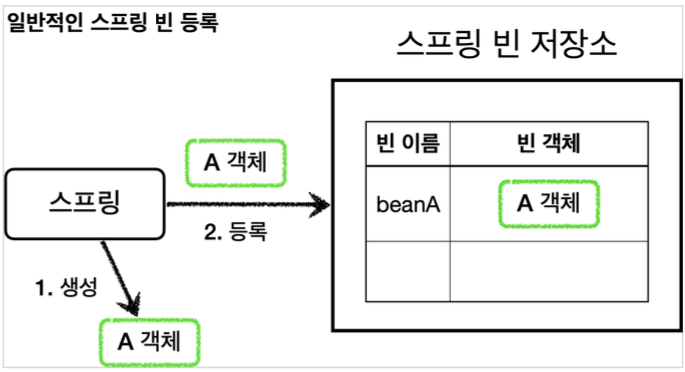 일반적인 스프링 빈 등록
스프링 빈 저장소
빈 이름 빈 객체
A 객체
스프링
beanA A 객체
2. 등록
1. 생성
A 객체